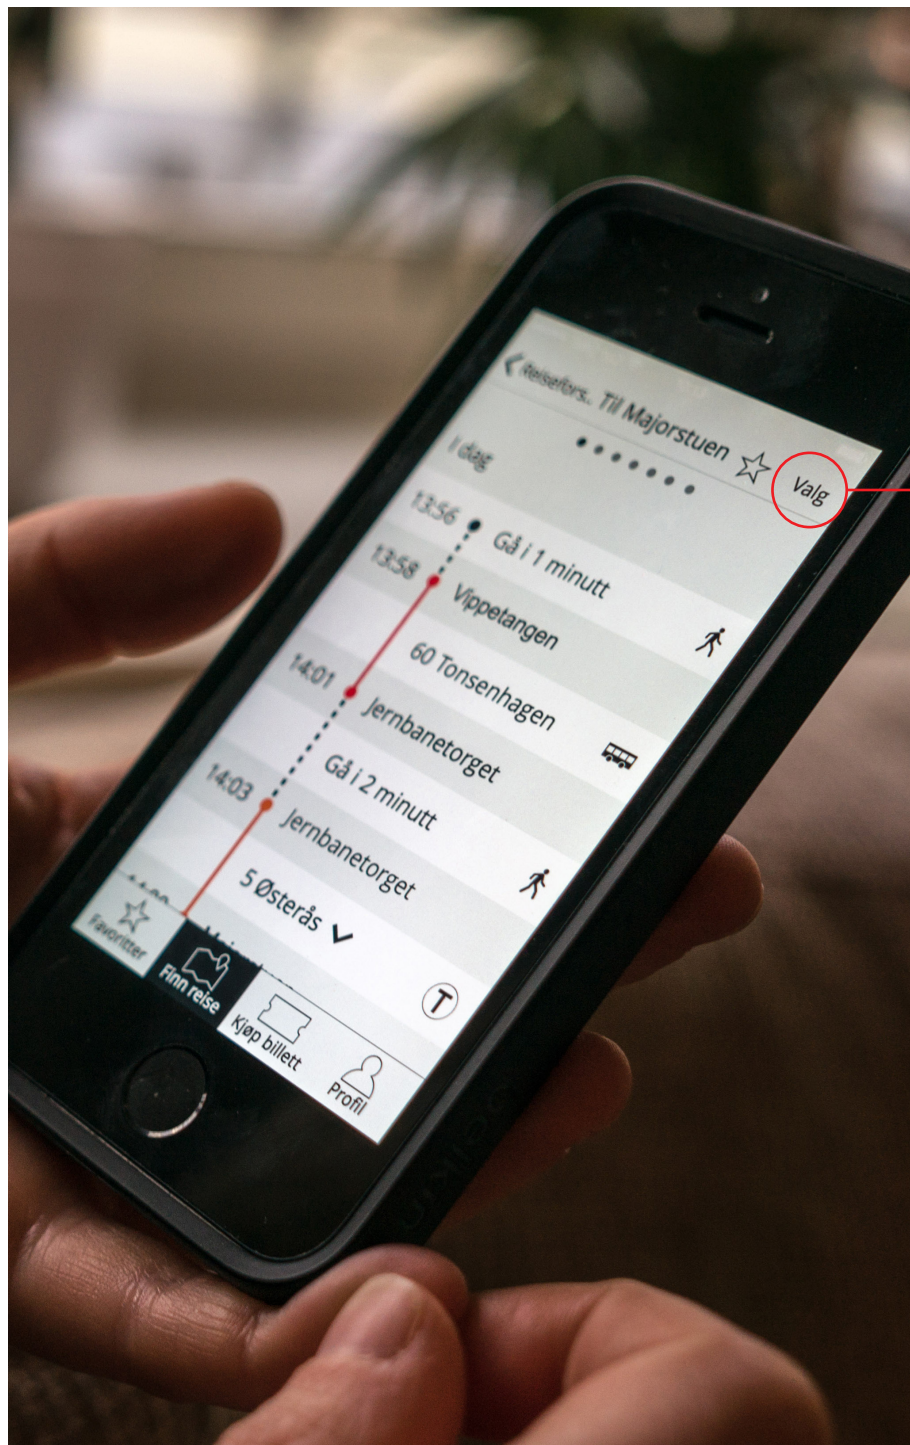 Reisefors.. Til Majorstuen Valg
I dag
13:56 Gå i 1 minutt
13:58 Vippetangen
60 Tonsenhagen
14:01 Jernbanetorget
Gå i 2 minutt
14:03 Jernbanetorget
5 Østerås
T
Favoritter
Finn reise
Kjøp billett
Profil